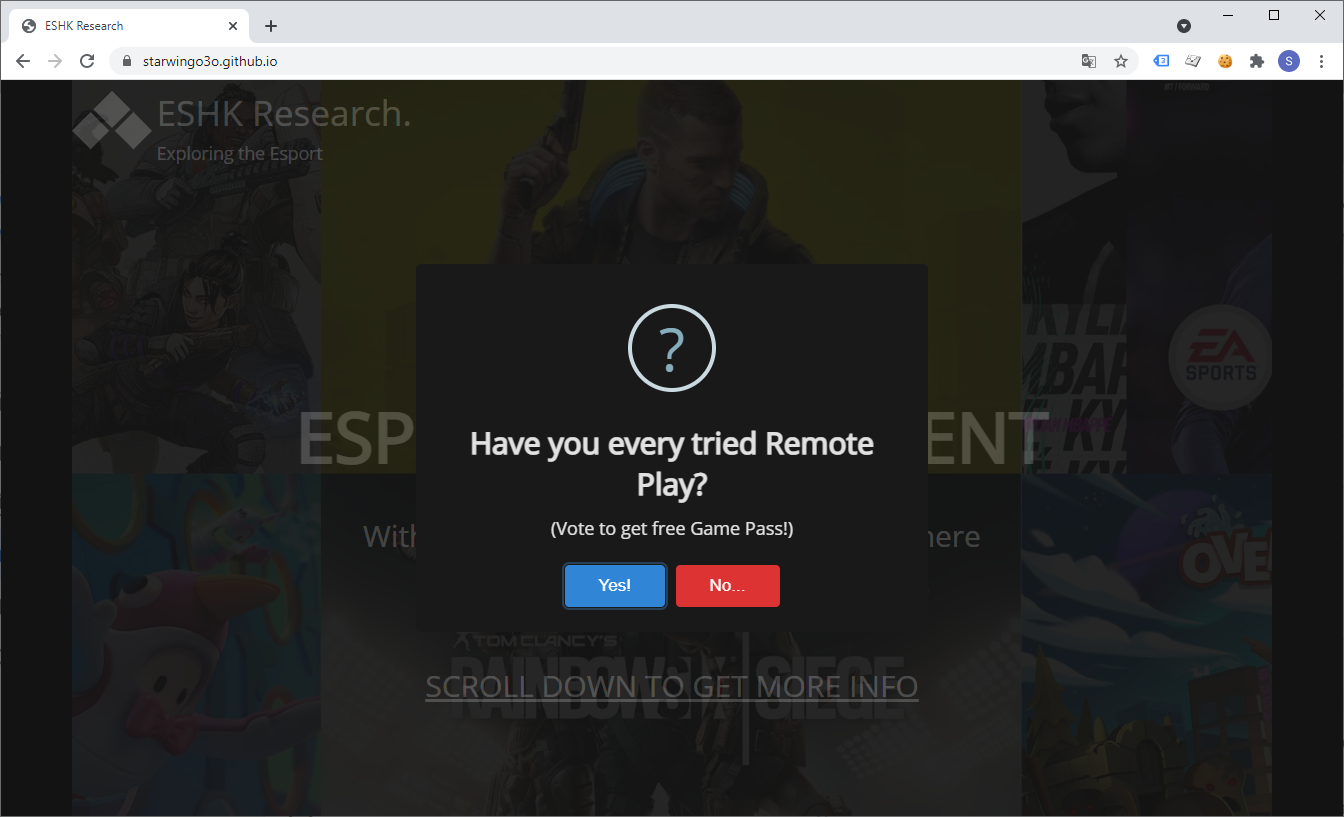 ESHK Research
starwingo3o.github.io
S
ESHK Research.
Exploring the Esport
EA
SPORTS
?
ESP ENT
Have you every tried Remote
Play?
(Vote to get free Game Pass!)
With here
Yes!
No...
TOM CLANCY'S
RAINBOW SIEGE
SCROLL DOWN TO GET MORE INFO